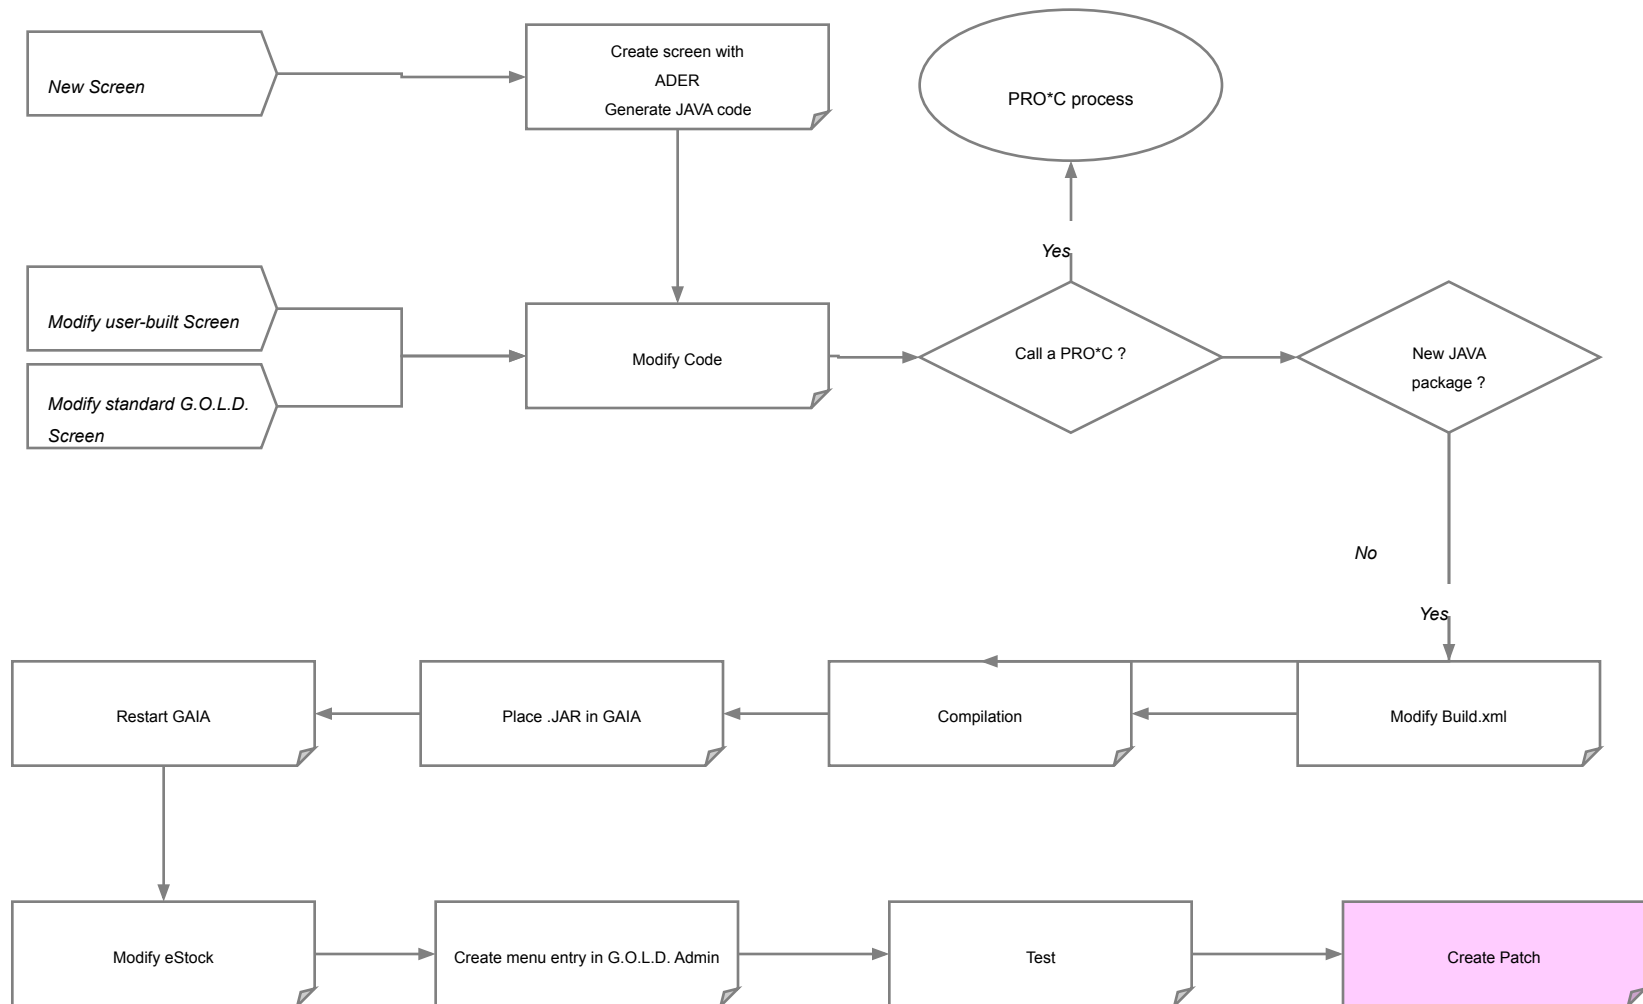 New Screen
Create screen with
ADER
Generate JAVA code
PRO*C process
Yes
Modify user-built Screen
Modify standard G.O.L.D.
Screen
Modify Code
Call a PRO*C ?
New JAVA
package ?
No
Yes
Restart GAIA
Place .JAR in GAIA
Compilation
Modify Build.xml
Modify eStock
Create menu entry in G.O.L.D. Admin
Test
Create Patch